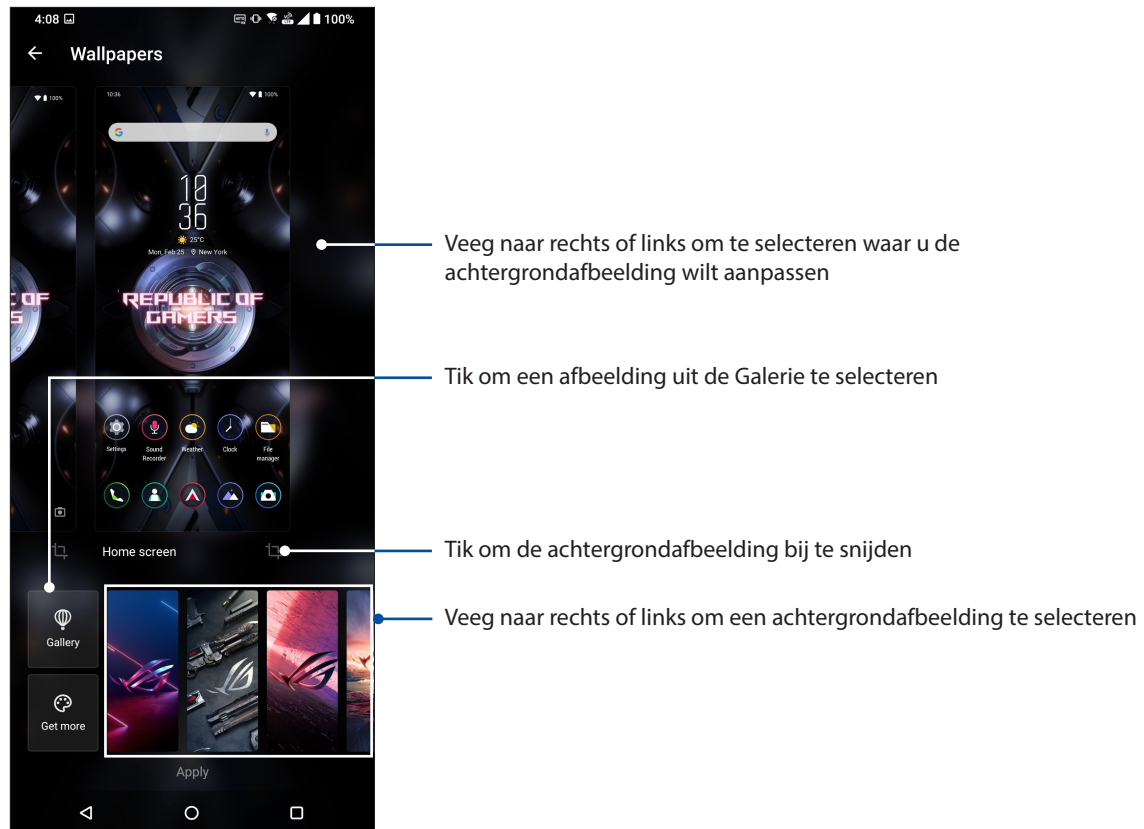 4:08 100%
Wallpapers
100%
10:36 100%
10
36
25°C
Mon, Feb 25 New York
OF
S
REPUBLIC OF
GAMERS
Settings Sound Recorder Weather Clock File manager
Home screen
Gallery
Get more
Apply
Veeg naar rechts of links om te selecteren waar u de
achtergrondafbeelding wilt aanpassen
Tik om een afbeelding uit de Galerie te selecteren
Tik om de achtergrondafbeelding bij te snijden
Veeg naar rechts of links om een achtergrondafbeelding te selecteren